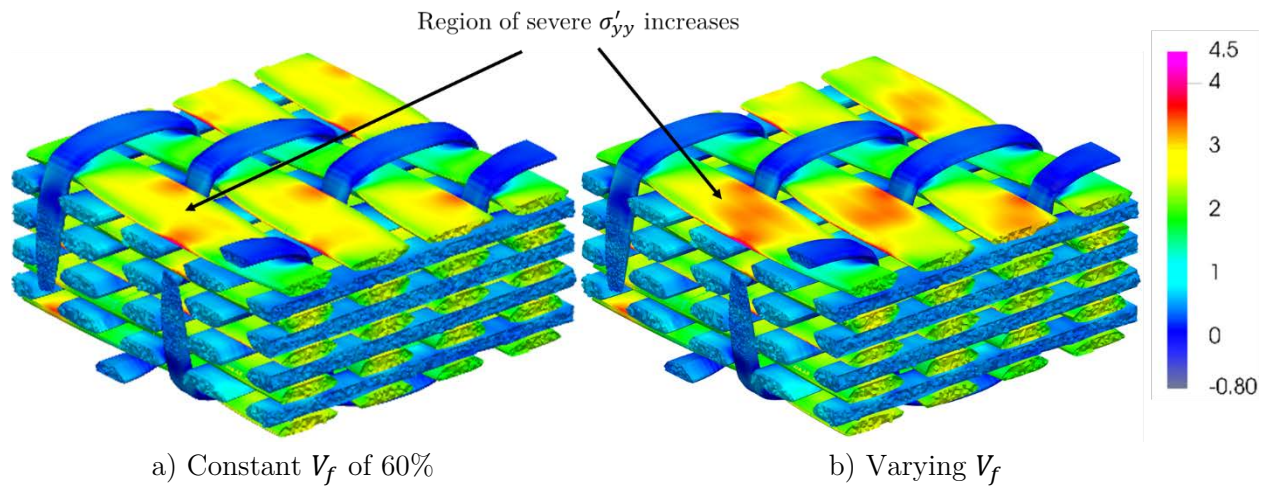 Region of severe σ′yy increases
4.5
4
3
2
1
0
-0.80
a) Constant Vf of 60%
b) Varying Vf